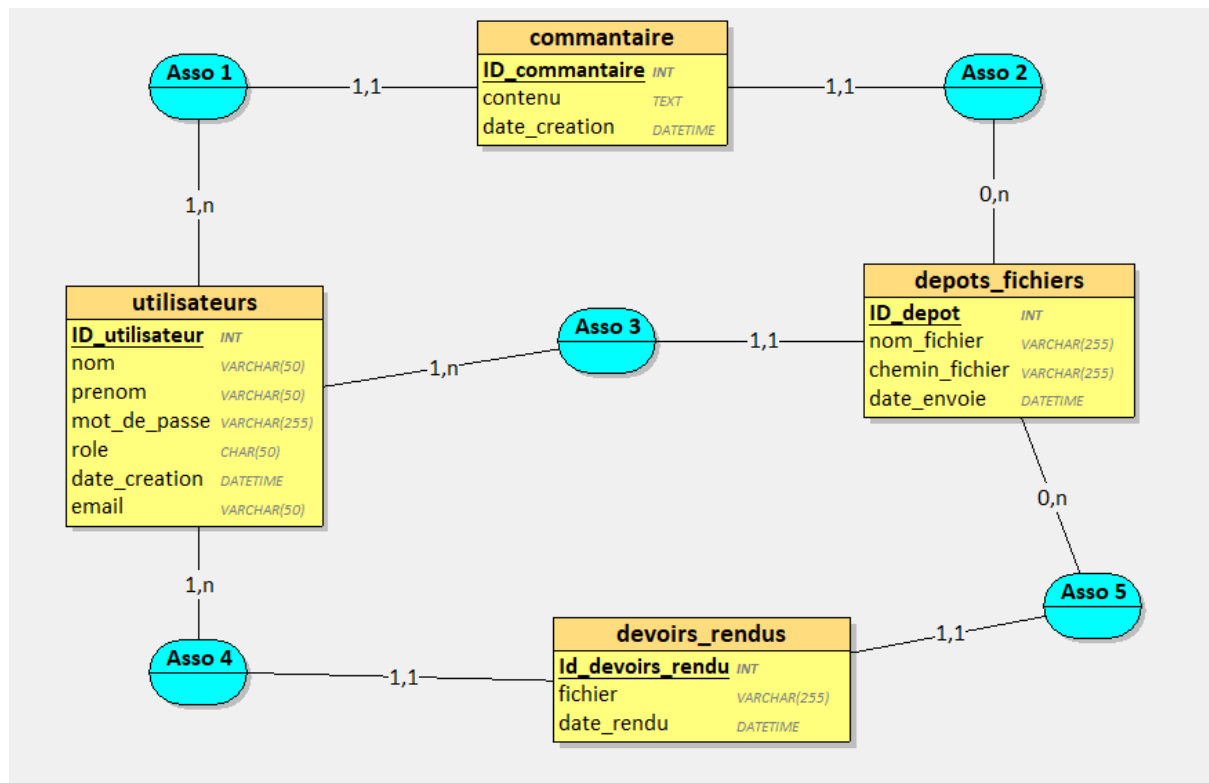 commantaire
Asso 1
1,1
ID_commantaire INT
contenu TEXT
date_creation DATETIME
1,1
Asso 2
1,n
0,n
utilisateurs
ID_utilisateur INT
nom VARCHAR(50)
prenom VARCHAR(50)
mot_de_passe VARCHAR(255)
role CHAR(50)
date_creation DATETIME
email VARCHAR(50)
Asso 3
1,n
1,1
depots_fichiers
ID_depot INT
nom_fichier VARCHAR(255)
chemin_fichier VARCHAR(255)
date_envoie DATETIME
1,n
0,n
Asso 4
1,1
devoirs_rendus
Id_devoirs_rendu INT
fichier VARCHAR(255)
date_rendu DATETIME
1,1
Asso 5